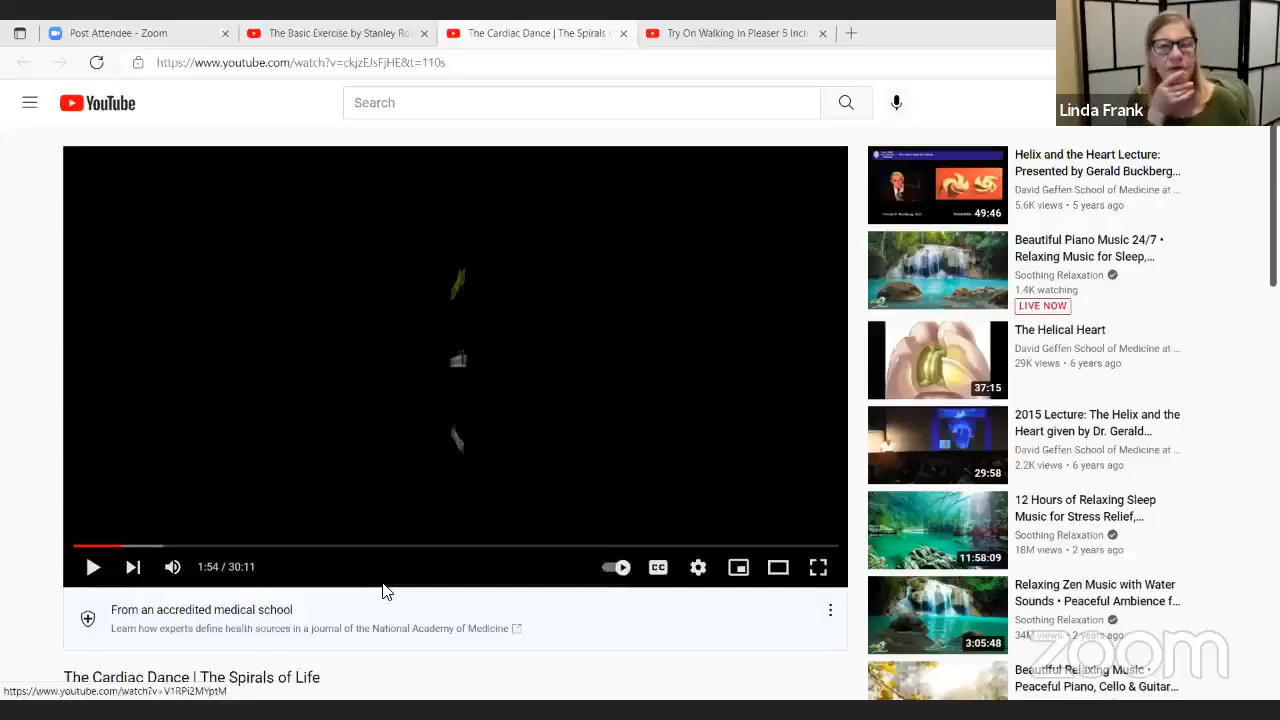 Post Attendee - Zoom
The Basic Exercise by Stanley Ro
The Cardiac Dance | The Spirals
Try On Walking In Pleaser 5 Inch
https://www.youtube.com/watch?v=ckjzEJsFjHE&t=110s
Linda Frank
YouTube
Search
Helix and the Heart Lecture:
Presented by Gerald Buckberg...
David Geffen School of Medicine at ...
5.6K views • 5 years ago
49:46
Beautiful Piano Music 24/7 •
Relaxing Music for Sleep,...
Soothing Relaxation
1.4K watching
LIVE NOW
The Helical Heart
David Geffen School of Medicine at ...
29K views • 6 years ago
37:15
2015 Lecture: The Helix and the
Heart given by Dr. Gerald...
David Geffen School of Medicine at ...
2.2K views • 6 years ago
29:58
12 Hours of Relaxing Sleep
Music for Stress Relief,...
Soothing Relaxation
18M views • 2 years ago
11:58:09
Relaxing Zen Music with Water
Sounds • Peaceful Ambience f...
Soothing Relaxation
34M views • 2 years ago
3:05:48
Beautiful Relaxing Music •
Peaceful Piano, Cello & Guitar...
1:54 / 30:11
CC
From an accredited medical school
Learn how experts define health sources in a journal of the National Academy of Medicine
The Cardiac Dance | The Spirals of Life
https://www.youtube.com/watch?v=V1RPi2MYptM
zoom